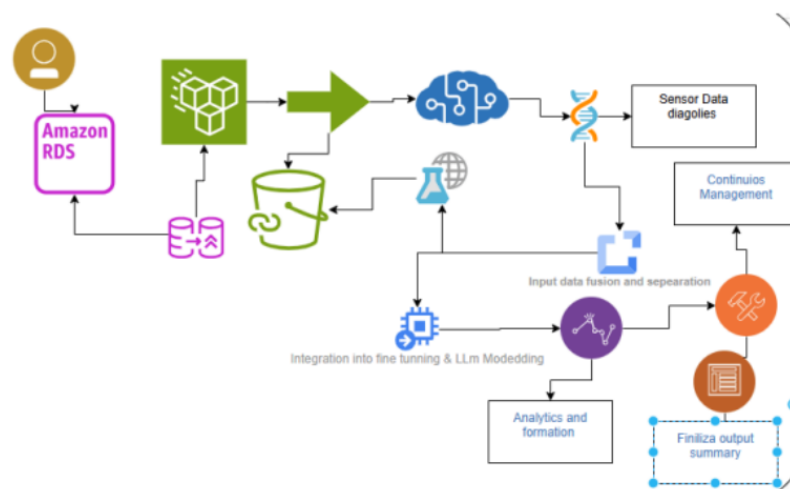 Amazon
RDS
Sensor Data
diagolies
Continuios
Management
Input data fusion and sepearation
Integration into fine tunning & LLm Modedding
Analytics and
formation
Finiliza output
summary